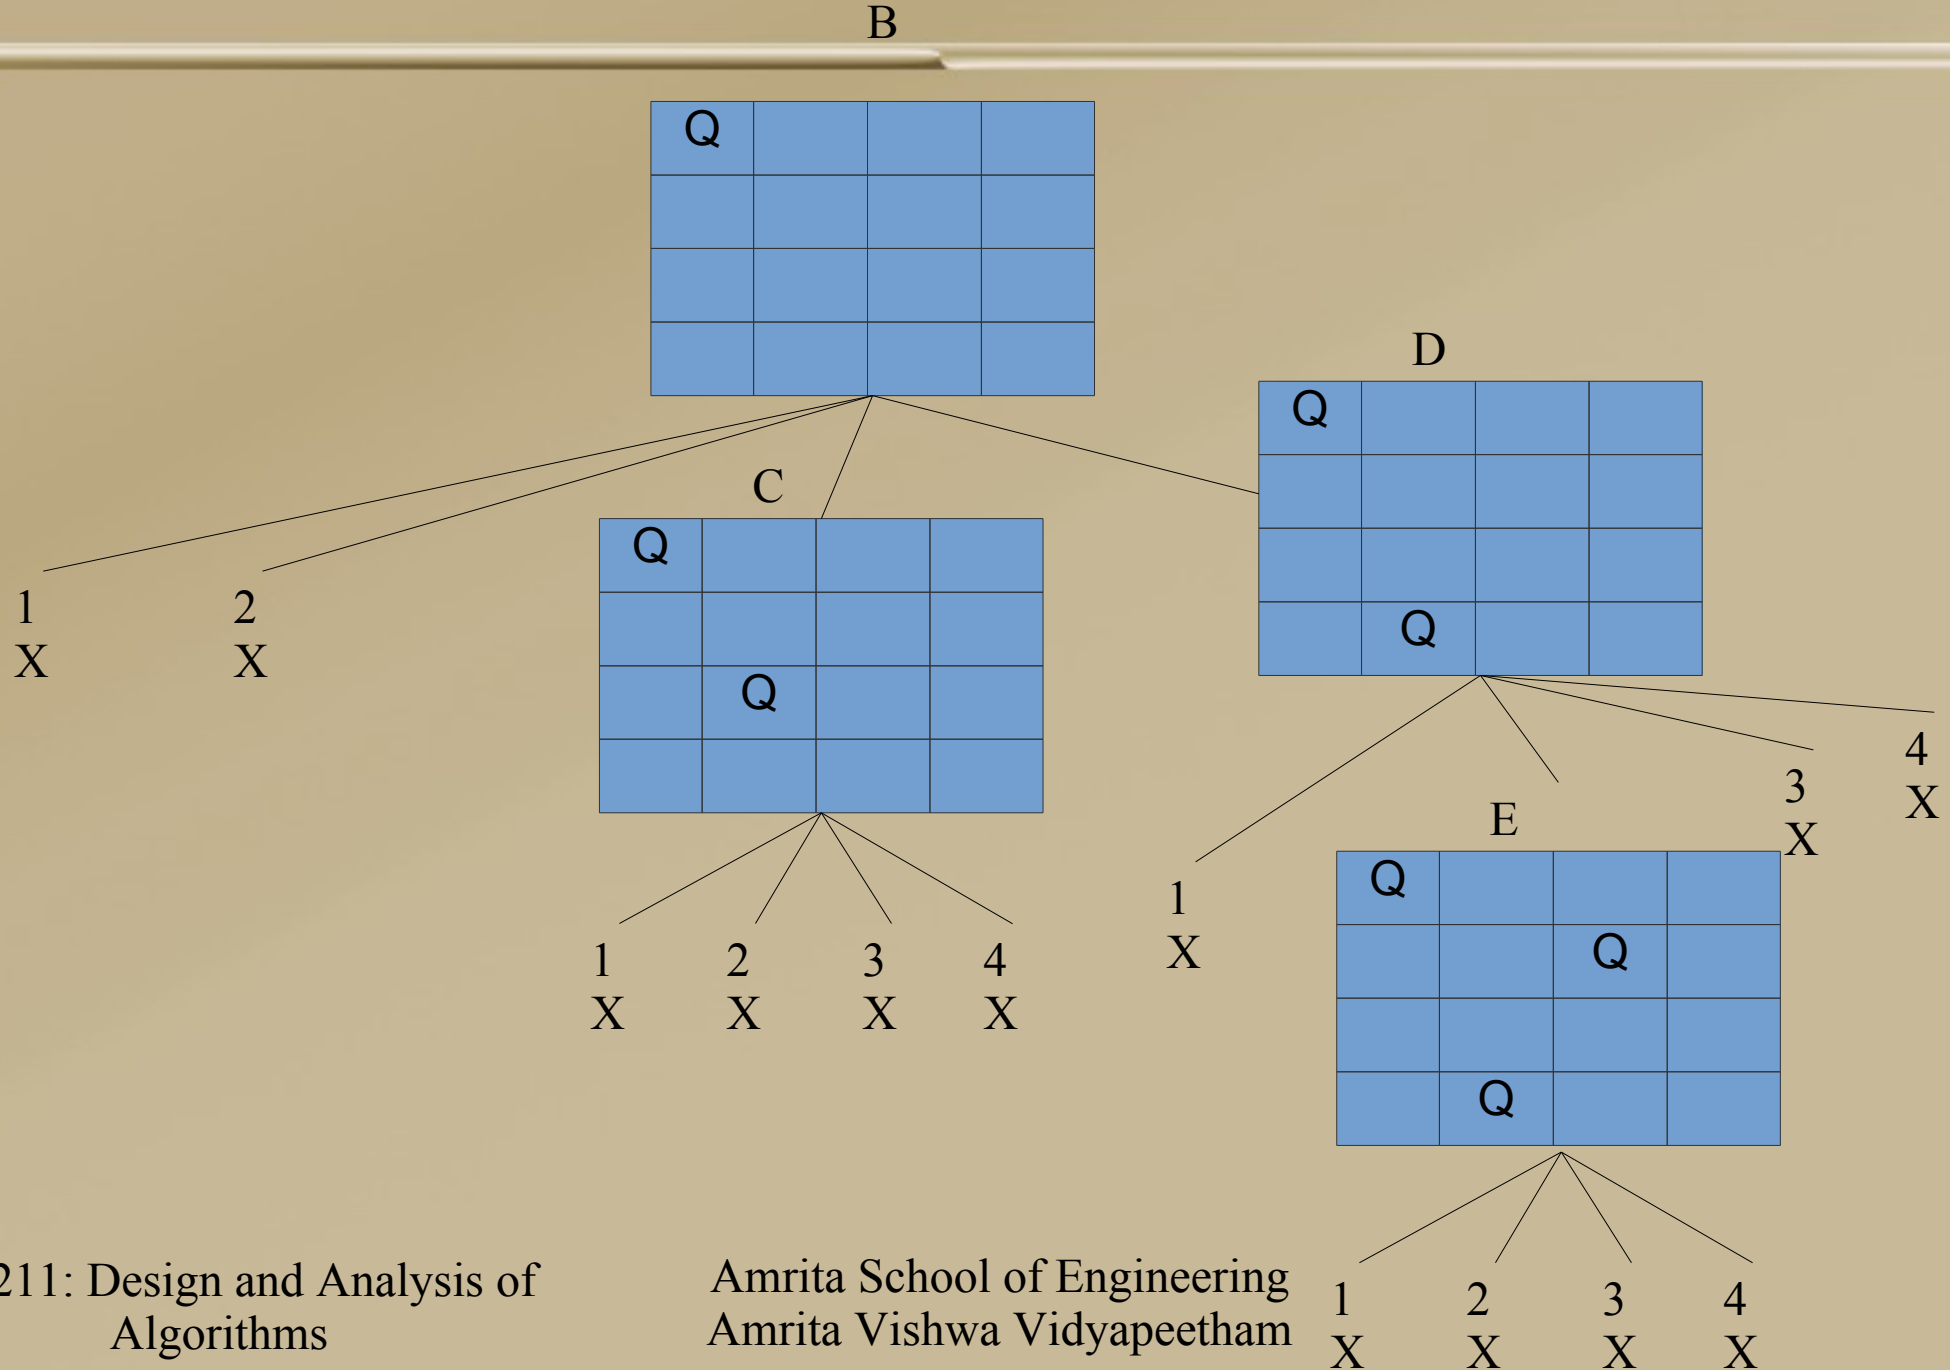 B
Q
D
Q
C
Q
1 2
X X
Q
Q
4
X
3
X
E
Q
1
X
Q
1 2 3 4
X X X X
Q
211: Design and Analysis of
Algorithms
Amrita School of Engineering
Amrita Vishwa Vidyapeetham
1 2 3 4
X X X X